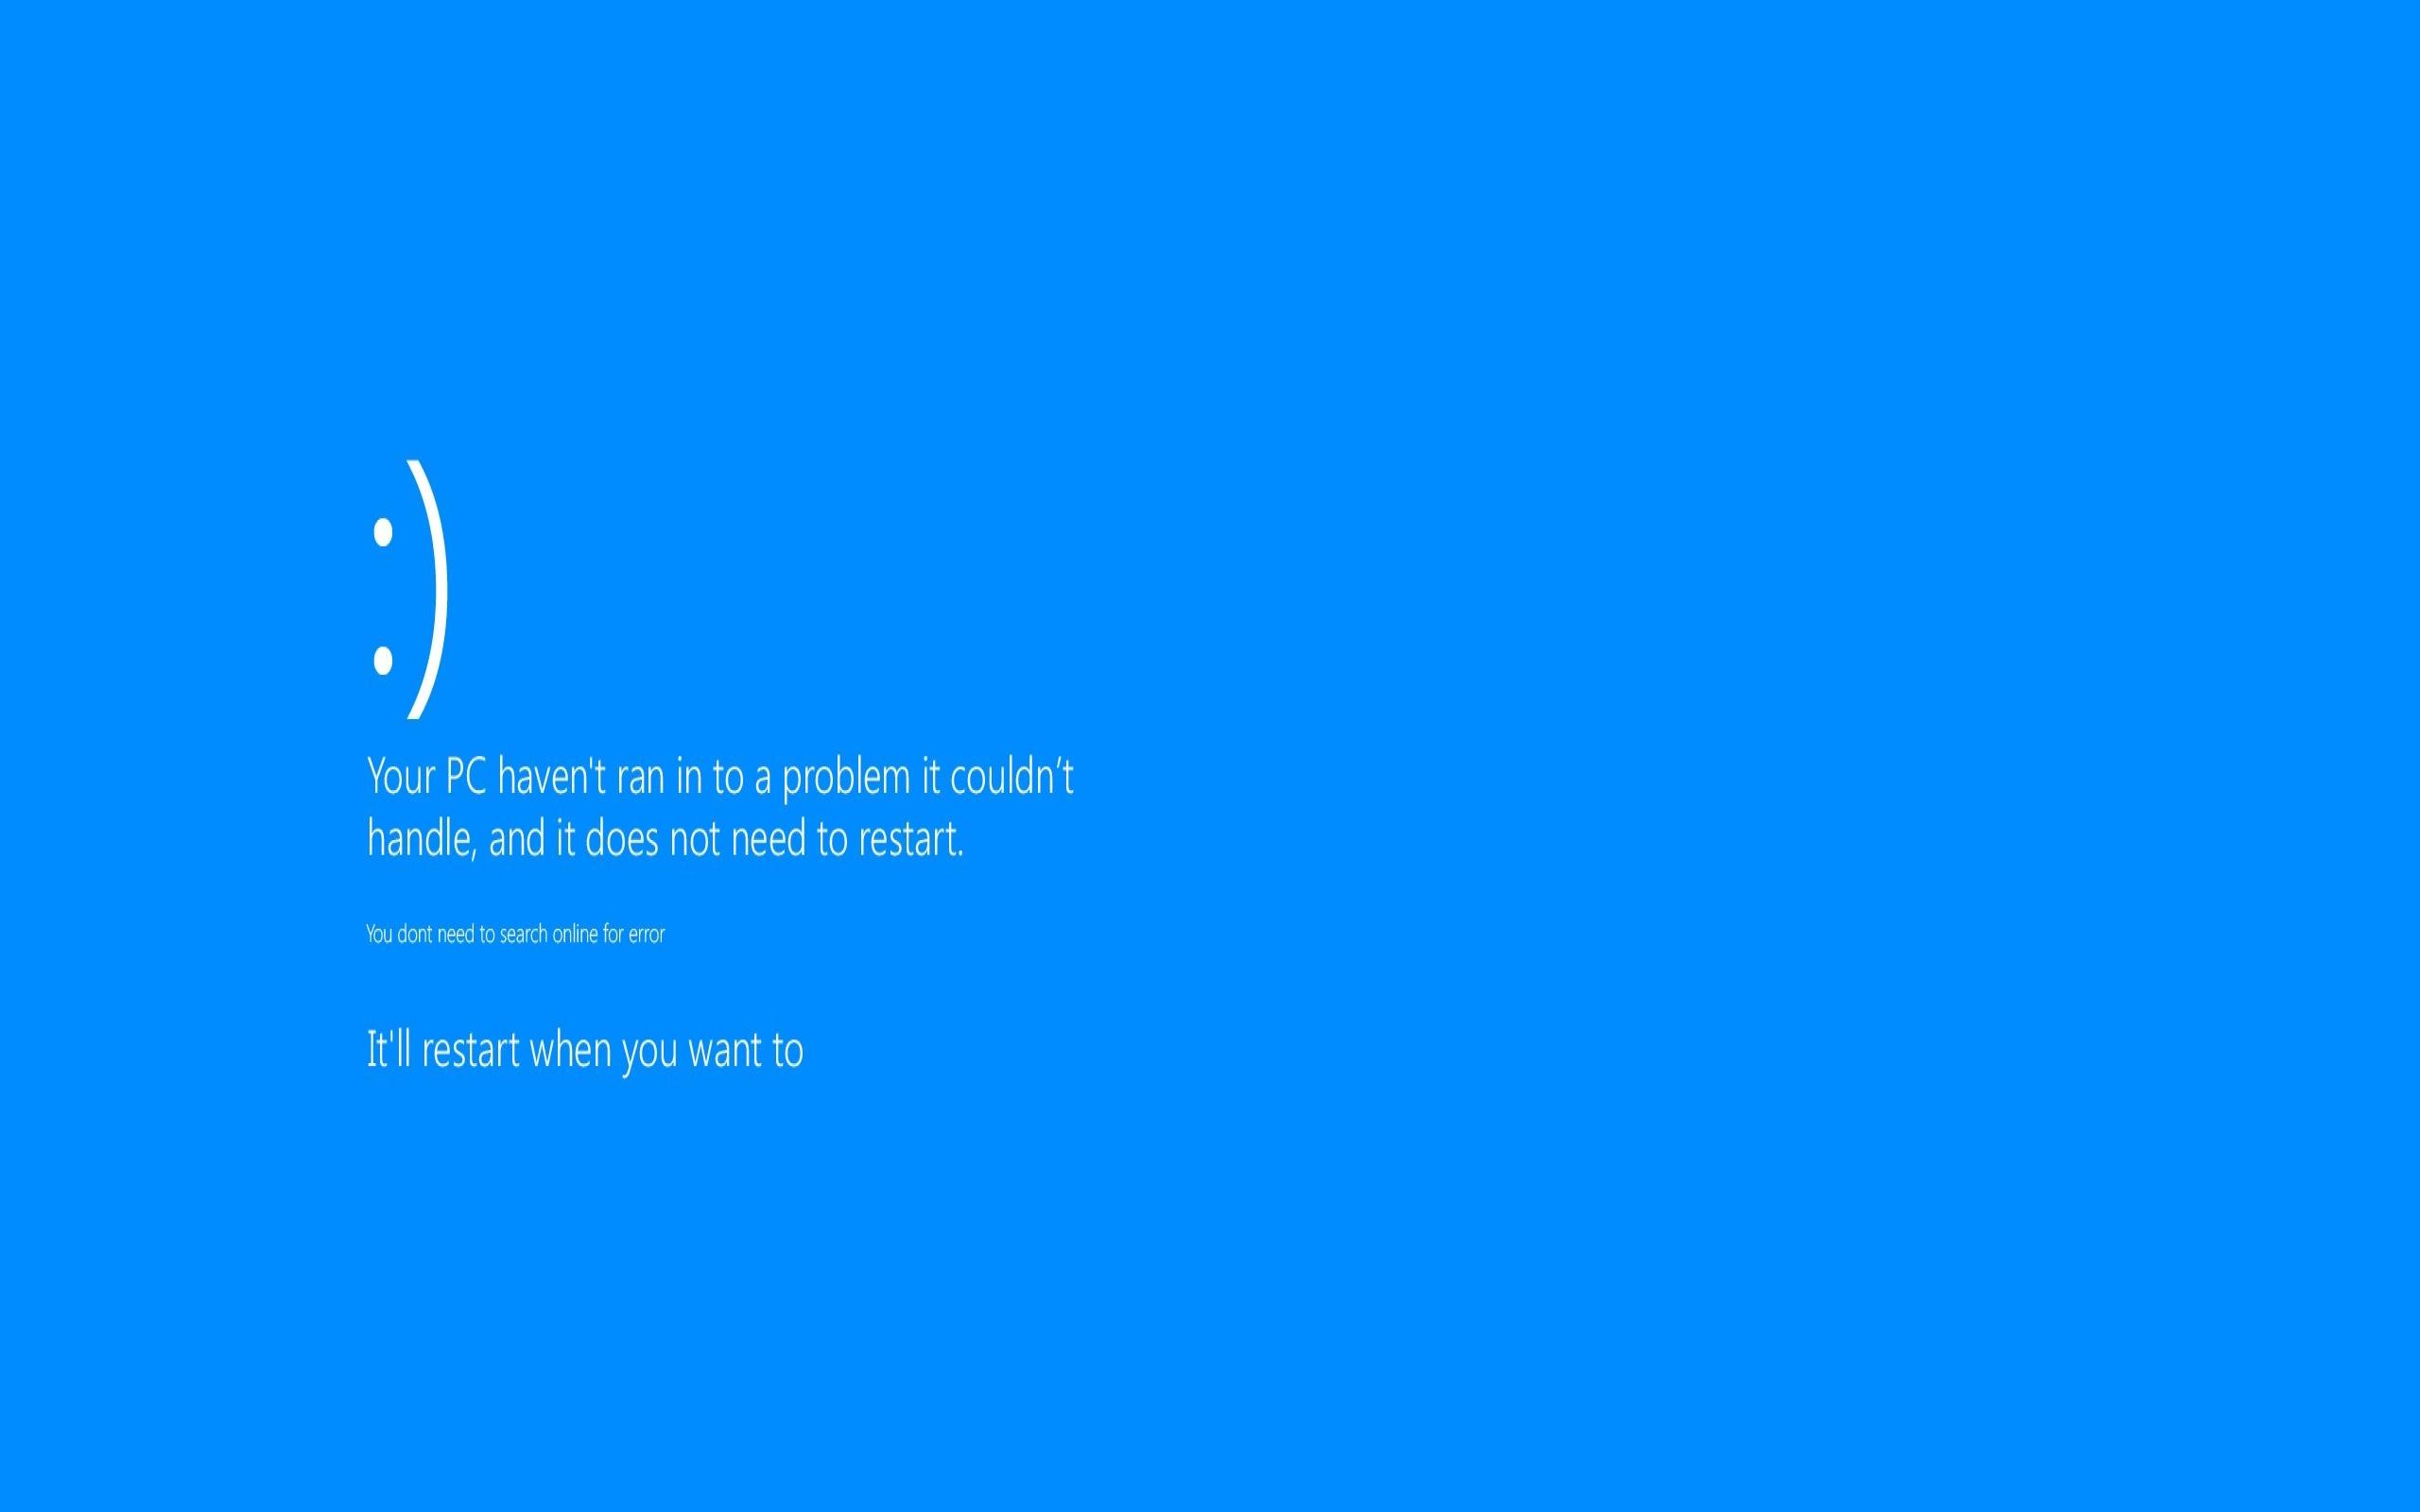 :)
Your PC haven't ran in to a problem it couldn’t
handle, and it does not need to restart.
You dont need to search online for error
It'll restart when you want to